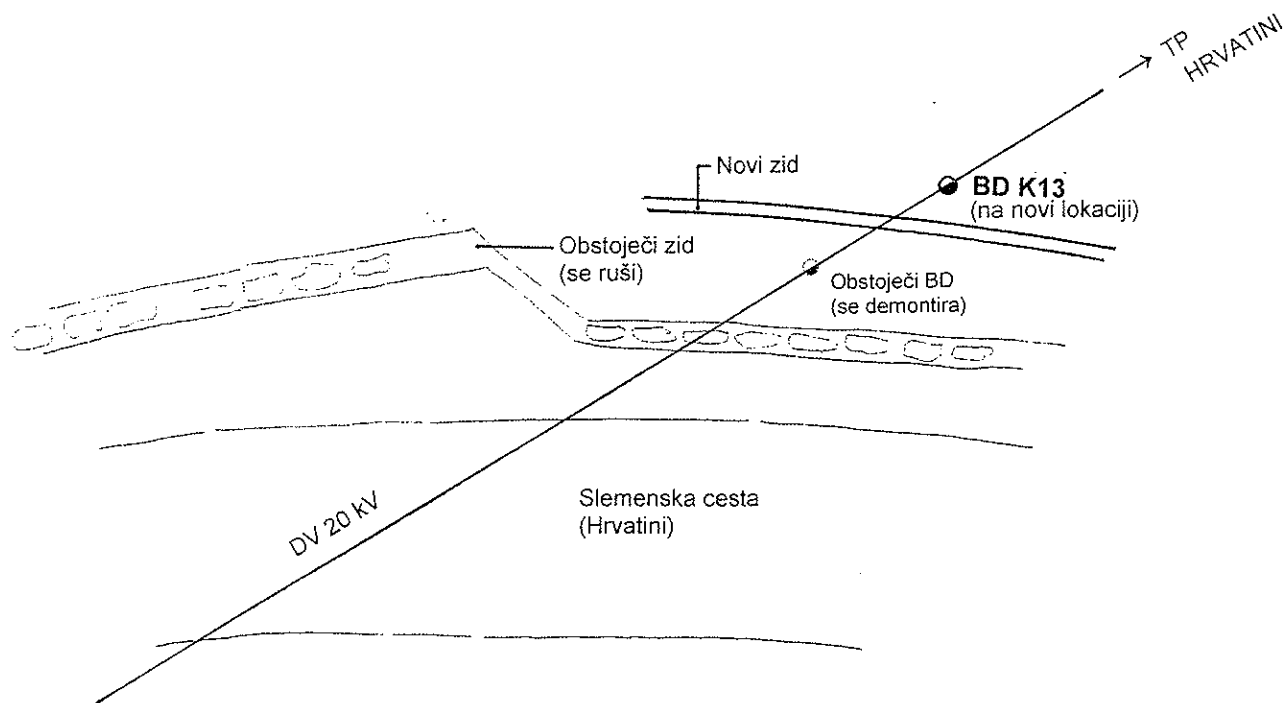 TP
HRVATINI
Novi zid
BD K13
(na novi lokaciji)
Obstoječi zid
(se ruši)
Obstoječi BD
(se demontira)
Slemenska cesta
(Hrvatini)
DV 20 kV